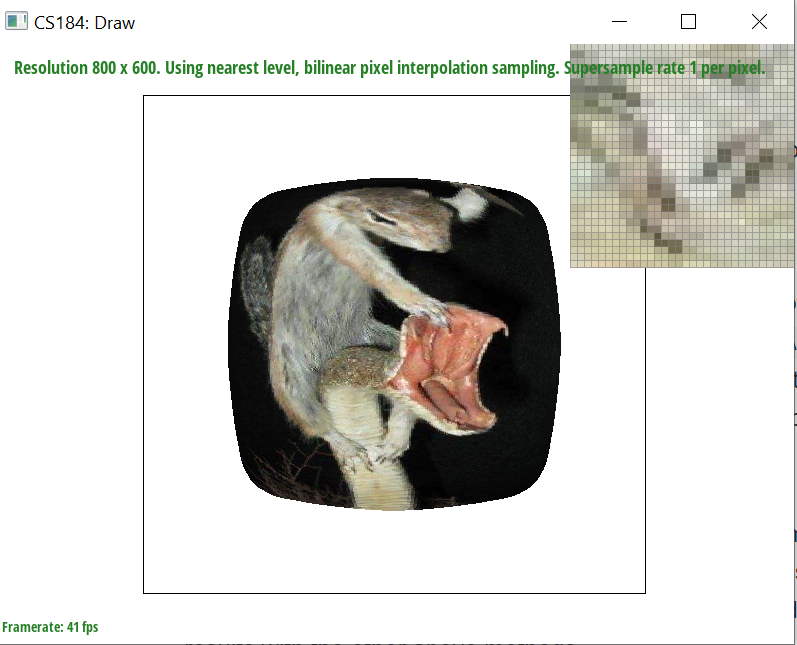 CS184: Draw
Resolution 800 x 600. Using nearest level, bilinear pixel interpolation sampling. Supersample rate 1 per pixel.
Framerate: 41 fps